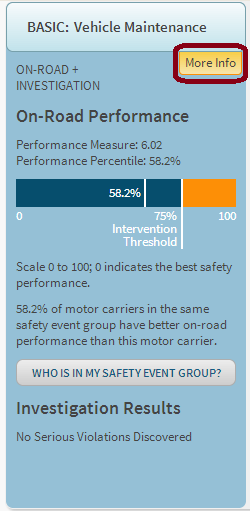 BASIC: Vehicle Maintenance
More Info
ON-ROAD +
INVESTIGATION
On-Road Performance
Performance Measure: 6.02
Performance Percentile: 58.2%
58.2%
0 75% 100
Intervention
Threshold
Scale 0 to 100; 0 indicates the best safety
performance.
58.2% of motor carriers in the same
safety event group have better on-road
performance than this motor carrier.
WHO IS IN MY SAFETY EVENT GROUP?
Investigation Results
No Serious Violations Discovered